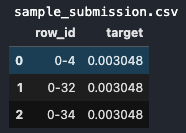 sample_submission.csv
row_id target
0 0-4 0.003048
1 0-32 0.003048
2 0-34 0.003048